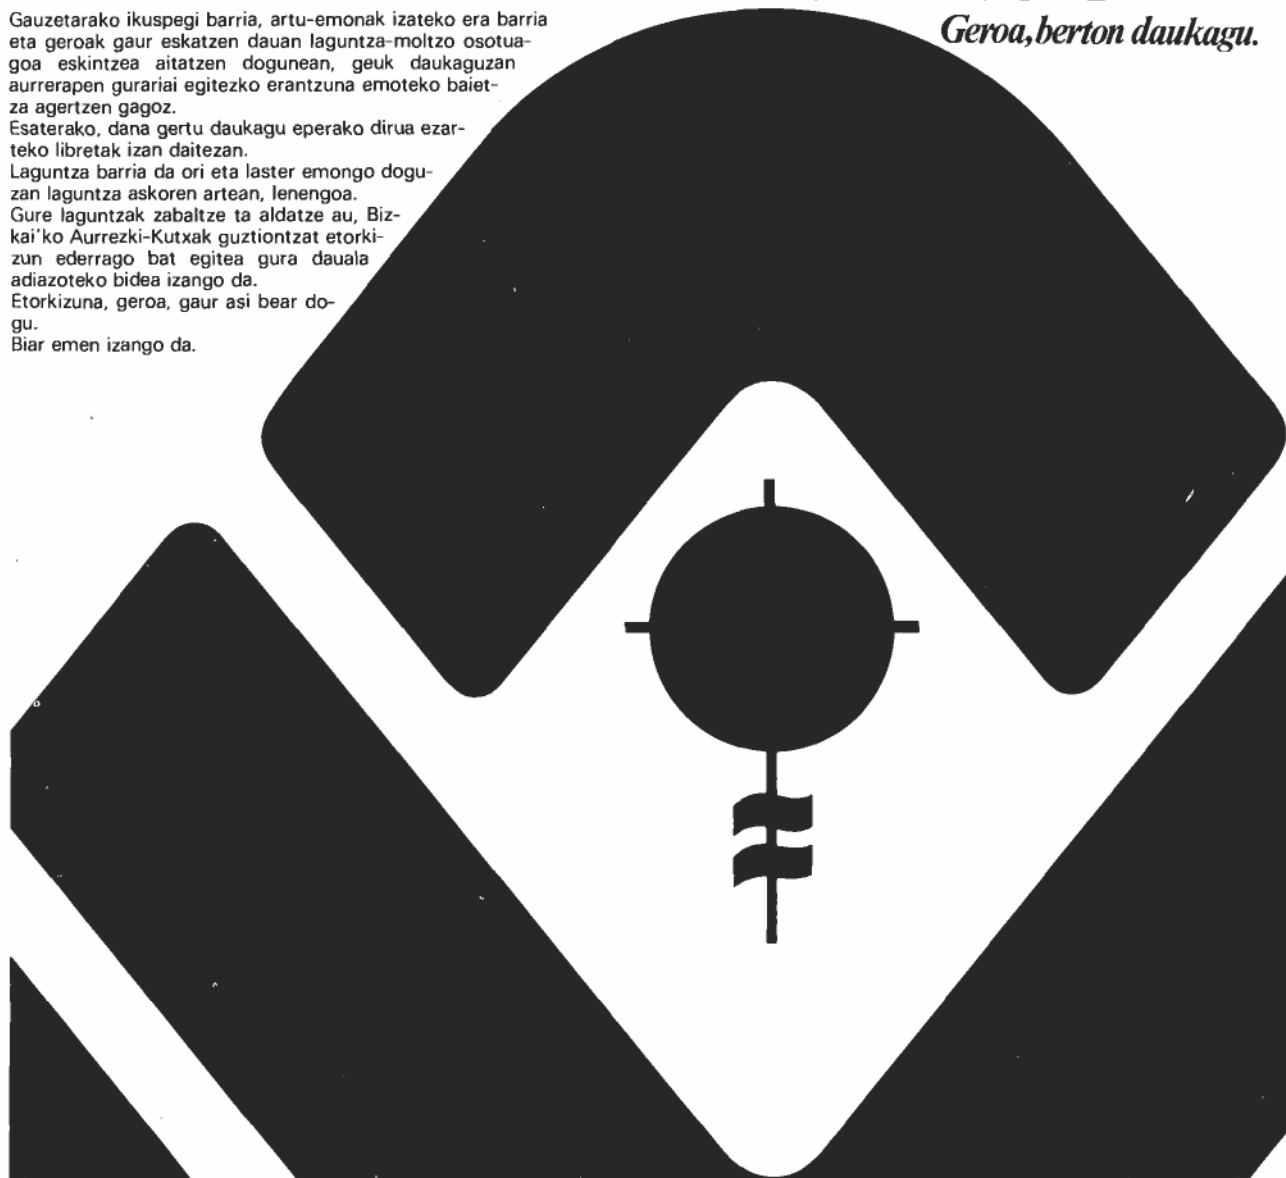 Gauzetarako ikuspegi barria, artu-emonak izateko era barria
eta geroak gaur eskatzen dauan laguntza-moltzo osotua-
goa eskintzea aitatzen dogunean, geuk daukaguzan
aurrerapen gurariai egitezko erantzuna emoteko baiet-
za agertzen gagoz.
Esaterako, dana gertu daukagu eperako dirua ezar-
teko libretak izan daitezan.
Laguntza barria da ori eta laster emongo dogu-
zan laguntza askoren artean, lenengoa.
Gure laguntzak zabaltze ta aldatze au, Biz-
kai'ko Aurrezki-Kutxak guztiontzat etorki-
zun ederrago bat egitea gura dauala
adiazoteko bidea izango da.
Etorkizuna, geroa, gaur asi bear do-
gu.
Biar emen izango da.
Geroa, berton daukagu.